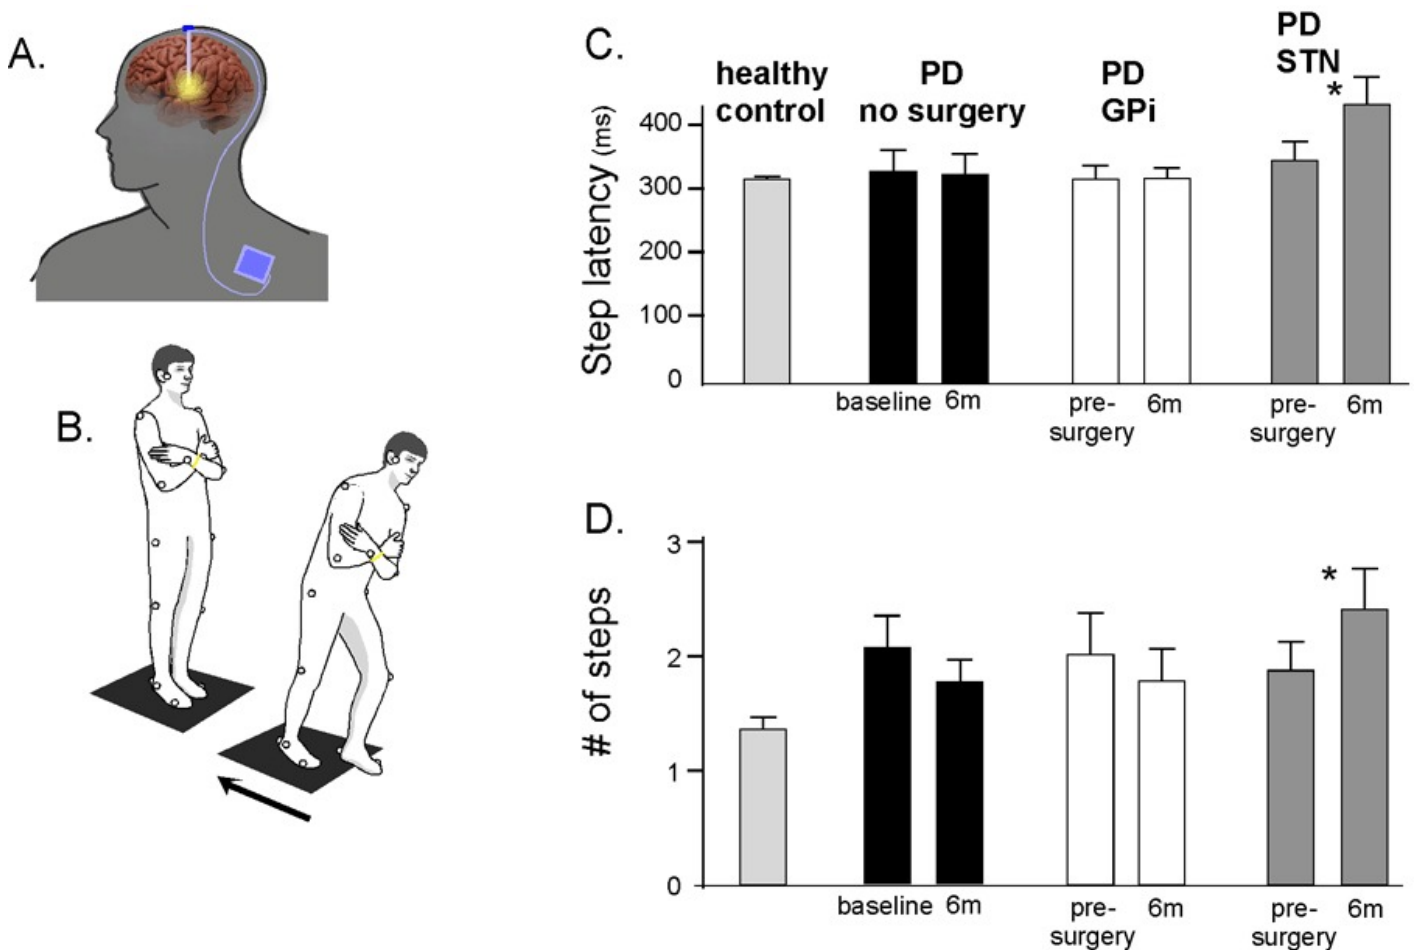 A.
B.
C.
healthy
control
PD
no surgery
PD
GPi
PD
STN
*
Step latency (ms)
400
300
200
100
0
baseline 6m
pre-
surgery
6m
pre-
surgery
6m
D.
*
# of steps
3
2
1
0
baseline 6m
pre-
surgery
6m
pre-
surgery
6m